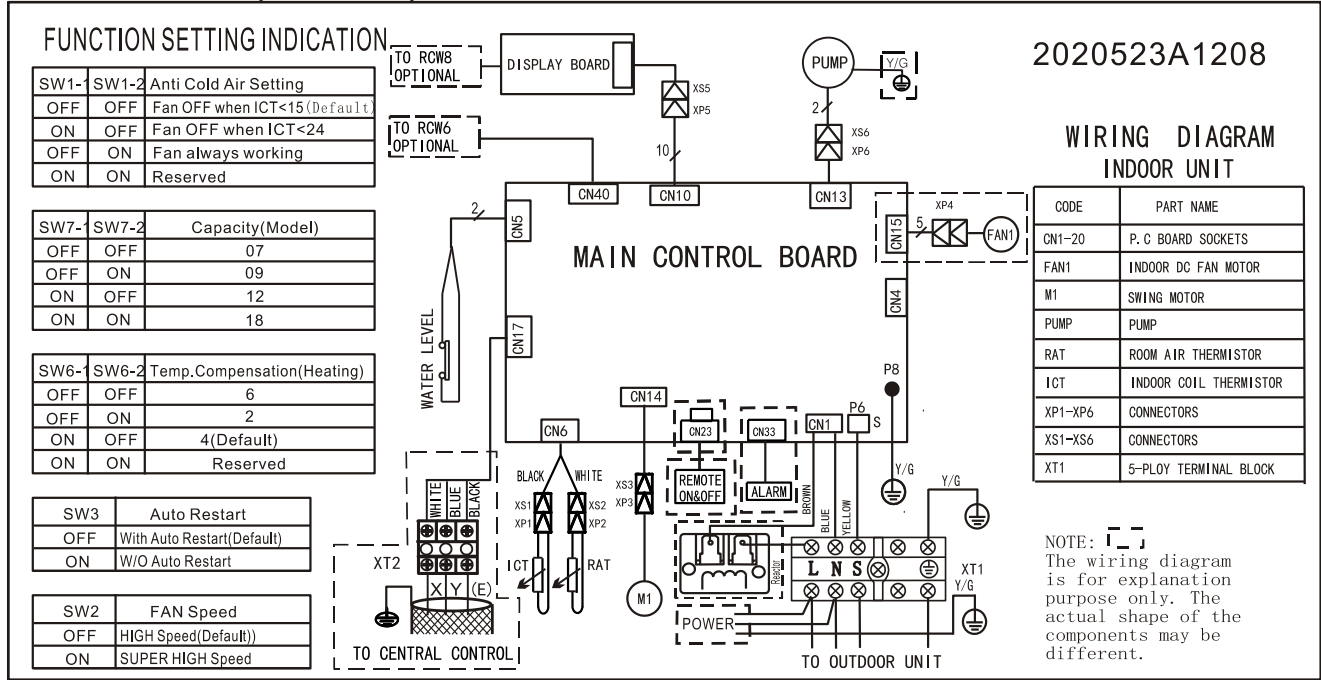 FUNCTION SETTING INDICATION
SW1-1 SW1-2 Anti Cold Air Setting
OFF OFF Fan OFF when ICT<15(Default)
ON OFF Fan OFF when ICT<24
OFF ON Fan always working
ON ON Reserved
SW7-1 SW7-2 Capacity(Model)
OFF OFF 07
OFF ON 09
ON OFF 12
ON ON 18
SW6-1 SW6-2 Temp.Compensation(Heating)
OFF OFF 6
OFF ON 2
ON OFF 4(Default)
ON ON Reserved
SW3 Auto Restart
OFF With Auto Restart(Default)
ON W/O Auto Restart
SW2 FAN Speed
OFF HIGH Speed(Default))
ON SUPER HIGH Speed
TO RCW8
OPTIONAL
DISPLAY BOARD
XS5
XP5
10
TO RCW6
OPTIONAL
PUMP
Y/G
2
XS6
XP6
CN40
CN10
CN13
2
CN5
WATER LEVEL
CN17
MAIN CONTROL BOARD
CN15
5
XP4
FAN1
CN4
P8
Y/G
CN14
CN6
CN23
CN33
CN1
P6
S
BLACK
WHITE
XS1
XP1
XS2
XP2
ICT
RAT
XS3
XP3
M1
REMOTE
ON&OFF
ALARM
BROWN
BLUE
YELLOW
Reactor
L N S
XT1
Y/G
Y/G
POWER
TO OUTDOOR UNIT
WHITE
BLUE
BLACK
XT2
X Y (E)
TO CENTRAL CONTROL
2020523A1208
WIRING DIAGRAM
INDOOR UNIT
CODE PART NAME
CN1-20 P.C BOARD SOCKETS
FAN1 INDOOR DC FAN MOTOR
M1 SWING MOTOR
PUMP PUMP
RAT ROOM AIR THERMISTOR
ICT INDOOR COIL THERMISTOR
XP1-XP6 CONNECTORS
XS1-XS6 CONNECTORS
XT1 5-PLOY TERMINAL BLOCK
NOTE:
The wiring diagram
is for explanation
purpose only. The
actual shape of the
components may be
different.